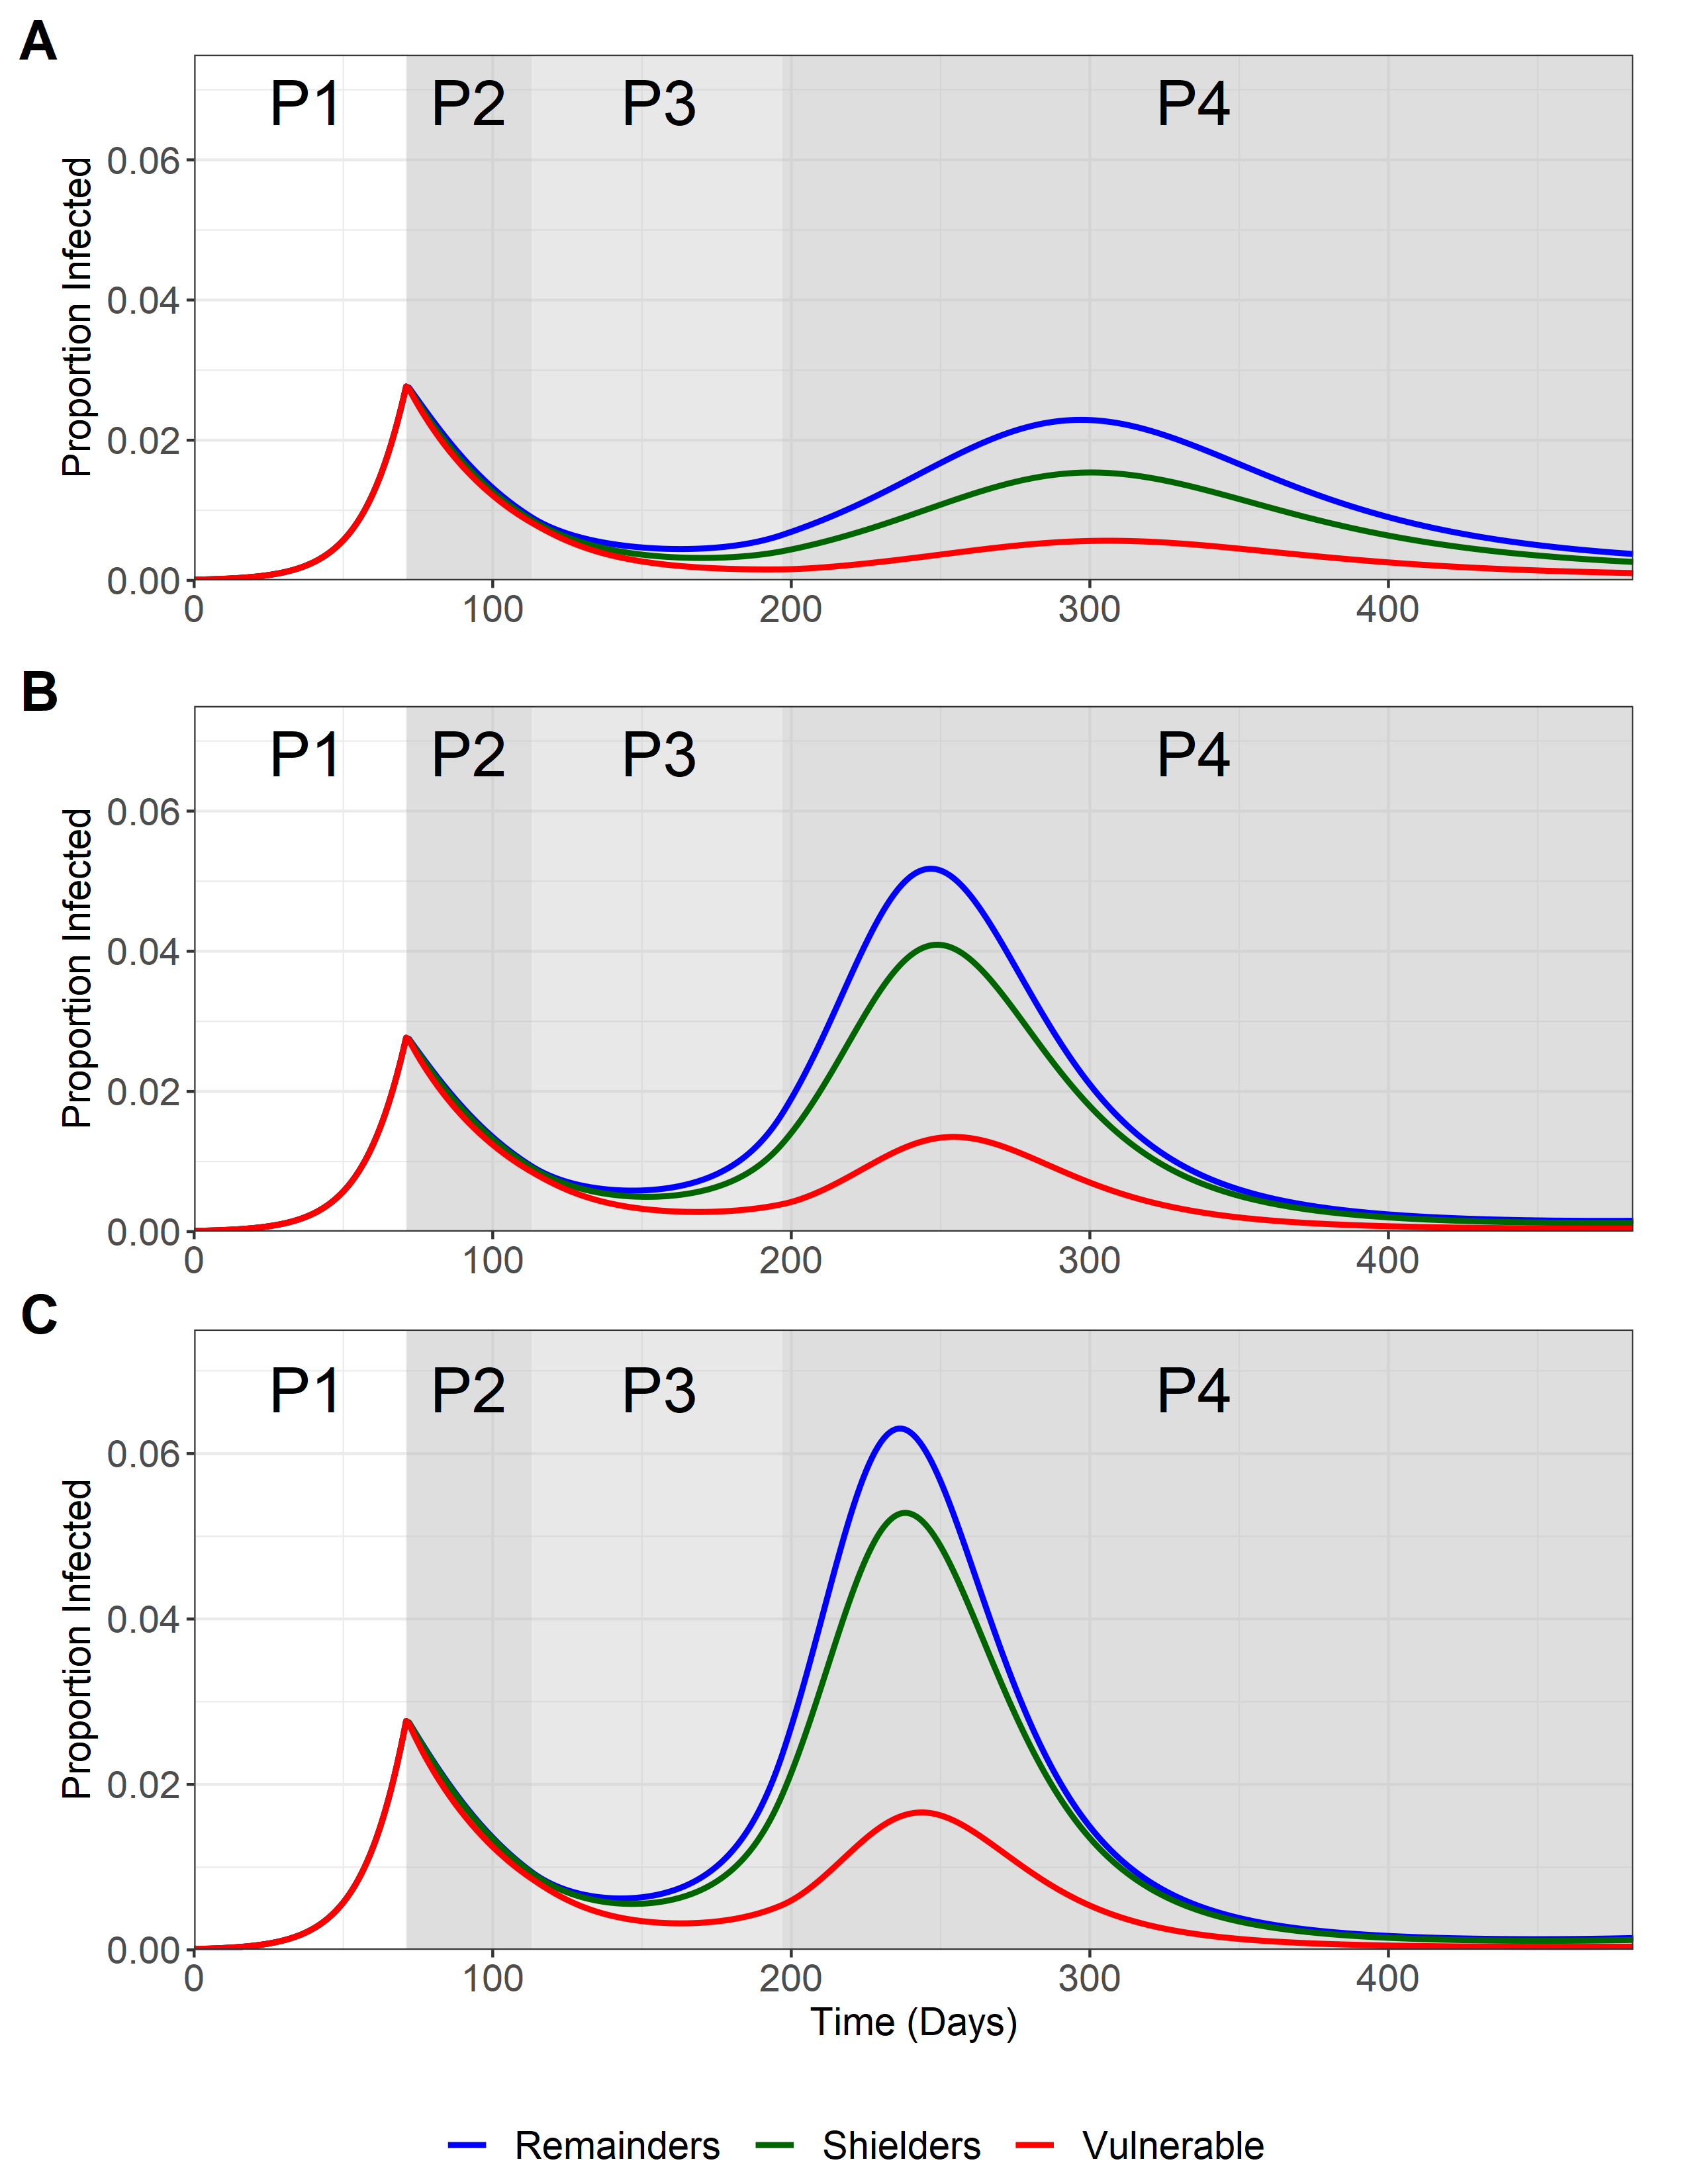 A
P1 P2 P3 P4
Proportion Infected
0.06
0.04
0.02
0.00
0 100 200 300 400
B
P1 P2 P3 P4
Proportion Infected
0.06
0.04
0.02
0.00
0 100 200 300 400
C
P1 P2 P3 P4
Proportion Infected
0.06
0.04
0.02
0.00
0 100 200 300 400
Time (Days)
Remainders Shielders Vulnerable